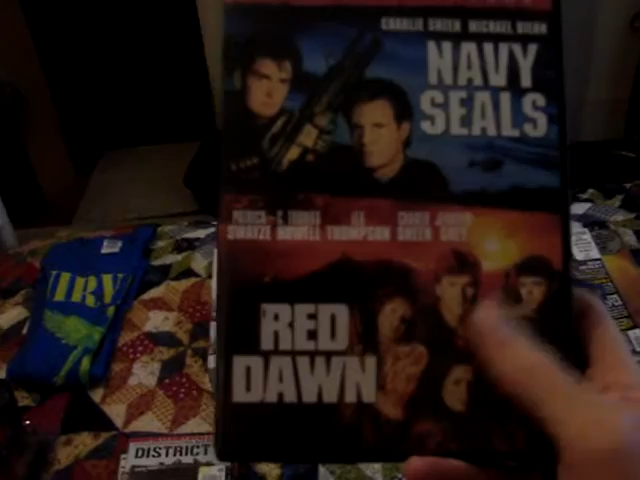 CHARLIE SHEEN MICHAEL BIEHN
NAVY
SEALS
PATRICK C. THOMAS LEA CHARLIE JENNIFER
SWAYZE HOWELL THOMPSON SHEEN GREY
RED
DAWN
IRV
DISTRICT